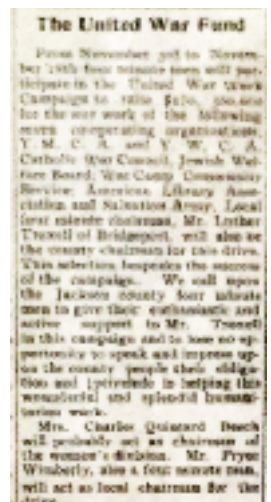 The United War Fund
From November 3rd to Novem-
ber 18th four minute men will par-
ticipate in the United War Work
Campaign to raise
for the war work of the following
seven cooperating organizations
Y. M. C. A. and Y. W. C. A.
Catholic War Council, Jewish Wel-
fare Board, War Camp Community
Service, American Library Asso-
ciation and Salvation Army. Local
four minute chairman, Mr. Luther
of Bridgeport, will also be
the county chairman for this drive.
This selection bespeaks the success
of the campaign. We call upon
the Jackson county four minute
men to give their enthusiastic and
active support to Mr.
in this campaign and to lose no op-
portunity to speak and impress up-
on the county people their obliga-
tion and in helping this
wonderful and splendid humani-
tarian work.
Mrs. Charles Quintard Beech
will probably act as chairman of
the women's division. Mr. Pryor
Wimberly, also a four minute man,
will act as local chairman for the
drive.